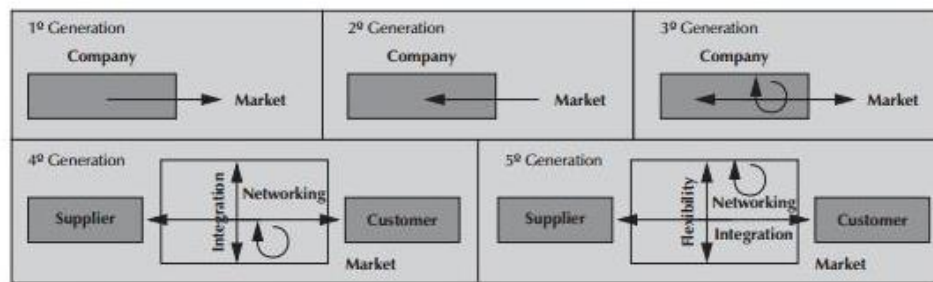 1º Generation
Company
Market
2º Generation
Company
Market
3º Generation
Company
Market
4º Generation
Supplier
Integration
Networking
Customer
Market
5º Generation
Supplier
Flexibility
Networking
Integration
Customer
Market